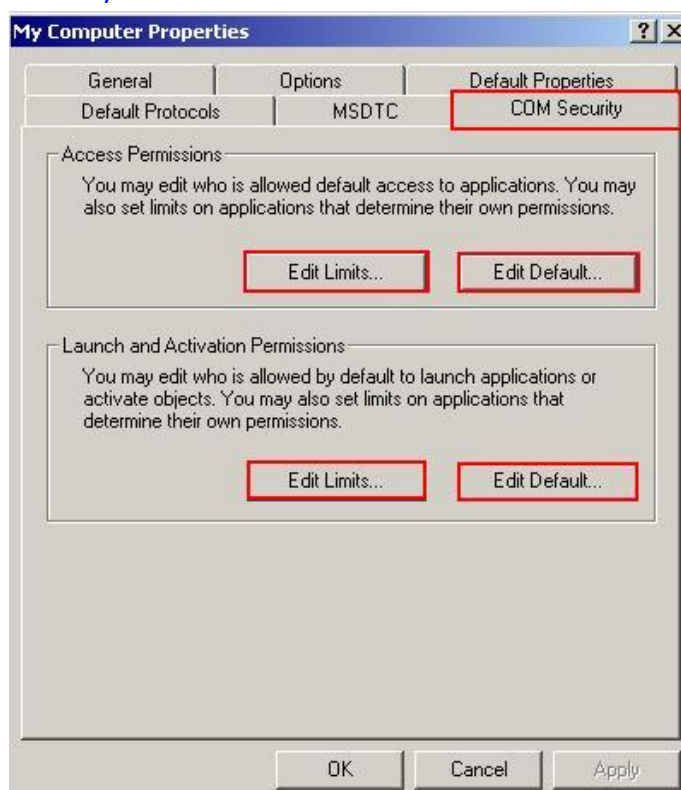 My Computer Properties
? X
General Options Default Properties
Default Protocols MSDTC COM Security
Access Permissions
You may edit who is allowed default access to applications. You may
also set limits on applications that determine their own permissions.
Edit Limits... Edit Default...
Launch and Activation Permissions
You may edit who is allowed by default to launch applications or
activate objects. You may also set limits on applications that
determine their own permissions.
Edit Limits... Edit Default...
OK Cancel Apply